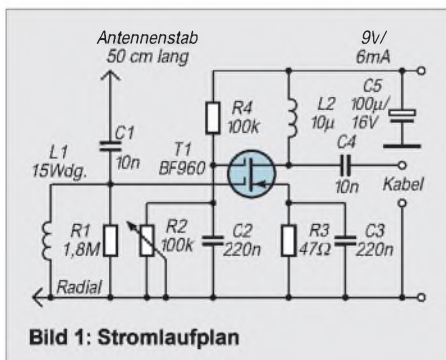 Antennenstab
50 cm lang
9V/
6mA
C1
10n
R4
100k
L2
10µ
C5
100µ/
16V
L1
15Wdg.
T1
BF960
C4
10n
Kabel
R1
1,8M
R2
100k
C2
220n
R3
47Ω
C3
220n
Radial
Bild 1: Stromlaufplan